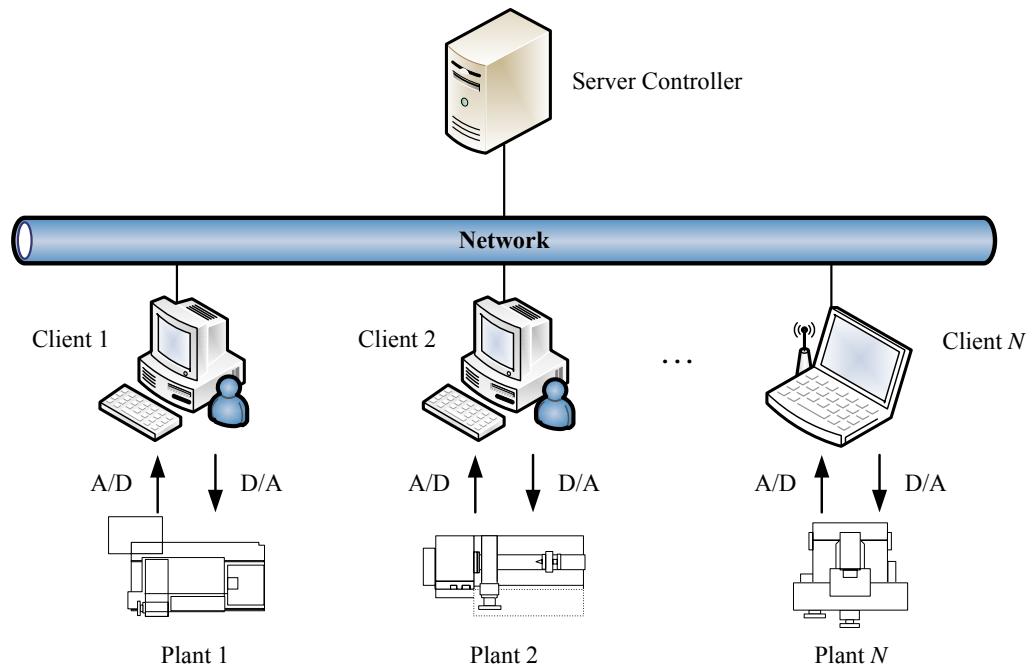 Server Controller
Network
Client 1
Client 2
...
Client N
A/D
D/A
A/D
D/A
A/D
D/A
Plant 1
Plant 2
Plant N